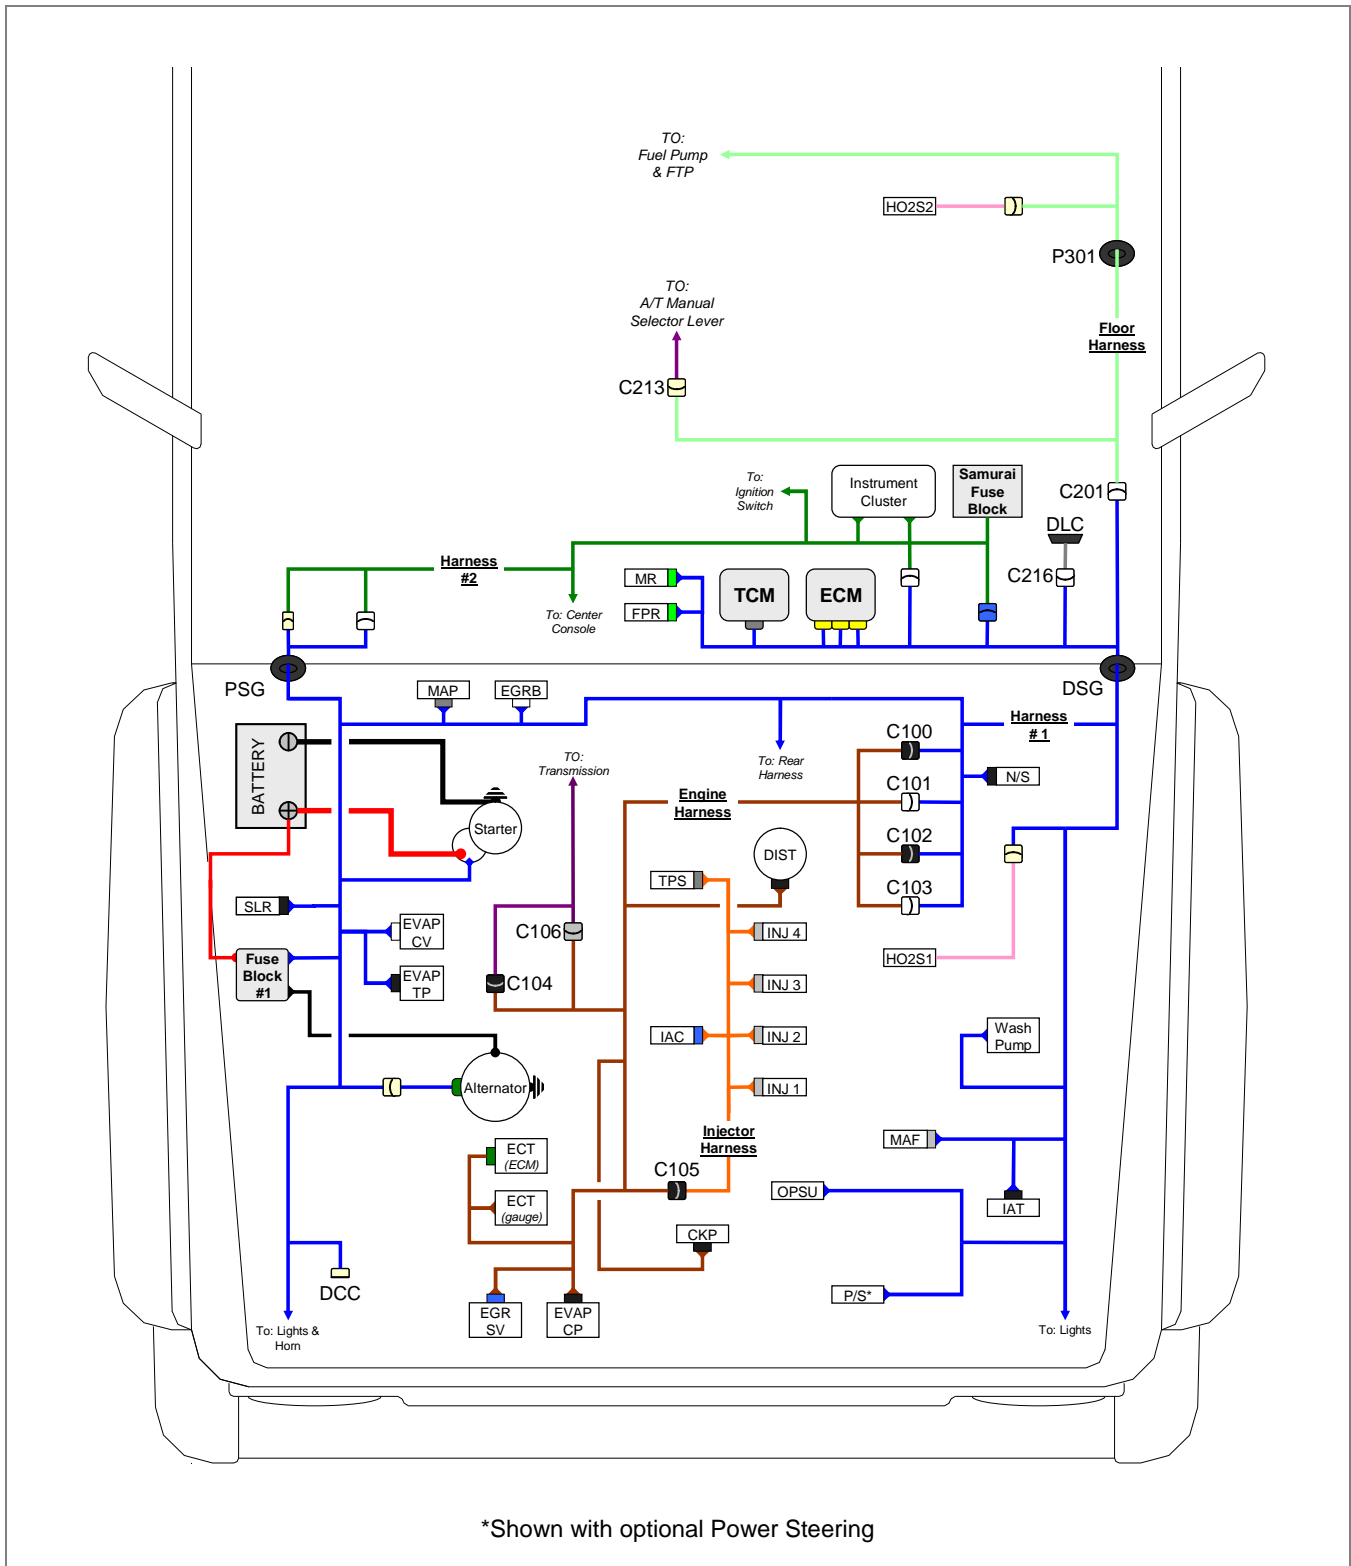 TO:
Fuel Pump
& FTP
HO2S2
P301
TO:
A/T Manual
Selector Lever
Floor
Harness
C213
To:
Ignition
Switch
Instrument
Cluster
Samurai
Fuse
Block
C201
DLC
Harness
#2
C216
MR
FPR
TCM
ECM
To: Center
Console
PSG
DSG
MAP
EGRB
Harness
# 1
BATTERY
TO:
Transmission
To: Rear
Harness
C100
N/S
C101
Engine
Harness
Starter
C102
DIST
TPS
C103
SLR
EVAP
CV
C106
INJ 4
HO2S1
Fuse
Block
#1
EVAP
TP
C104
INJ 3
IAC
INJ 2
Wash
Pump
Alternator
INJ 1
Injector
Harness
MAF
ECT
(ECM)
C105
OPSU
IAT
ECT
(gauge)
CKP
DCC
P/S*
EGR
SV
EVAP
CP
To: Lights &
Horn
To: Lights
*Shown with optional Power Steering